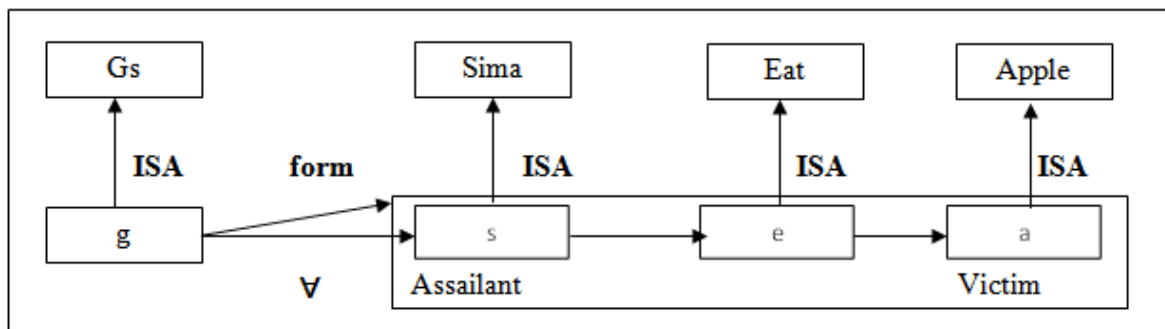 Gs Sima Eat Apple
ISA form ISA ISA ISA
g s e a
∀ Assailant Victim